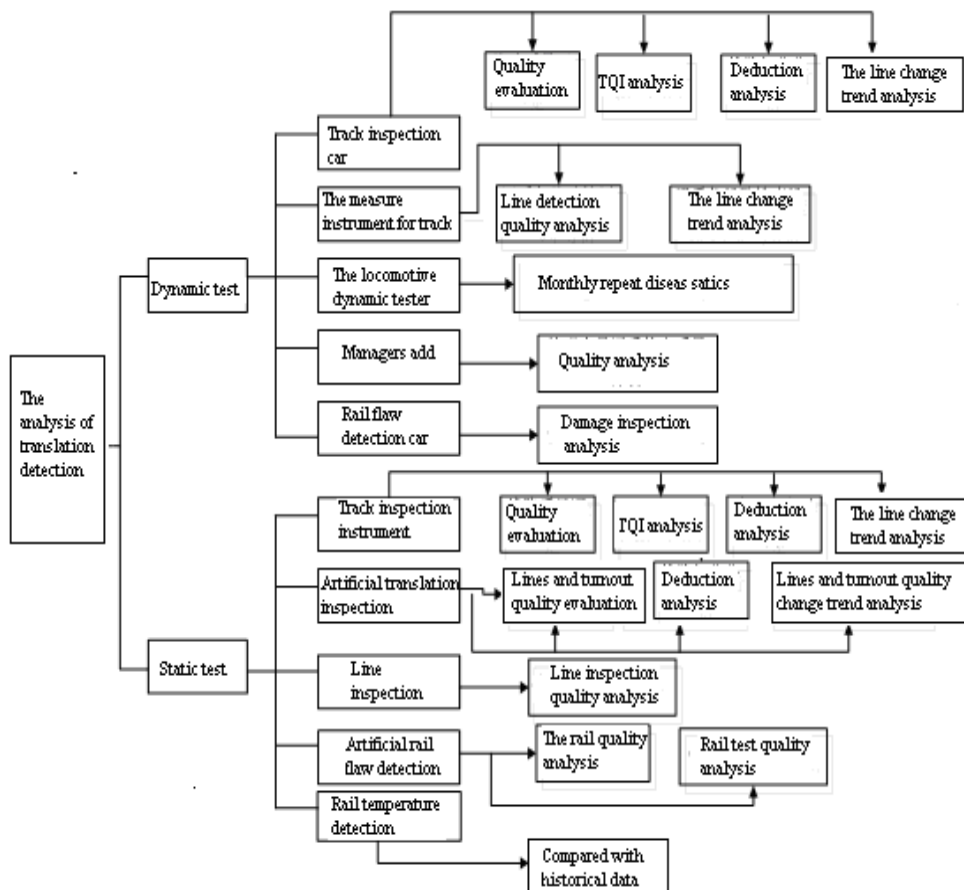 Quality
evaluation
TQI analysis
Deduction
analysis
The line change
trend analysis
Track inspection
car
The measure
instrument for track
Line detection
quality analysis
The line change
trend analysis
Dynamic test
The locomotive
dynamic tester
Monthly repeat diseas satics
Managers add
Quality analysis
The
analysis of
translation
detection
Rail flaw
detection car
Damage inspection
analysis
Track inspection
instrument
Quality
evaluation
TQI analysis
Deduction
analysis
The line change
trend analysis
Artificial translation
inspection
Lines and turnout
quality evaluation
Deduction
analysis
Lines and turnout quality
change trend analysis
Static test
Line
inspection
Line inspection
quality analysis
Artificial rail
flaw detection
The rail quality
analysis
Rail test quality
analysis
Rail temperature
detection
Compared with
historical data